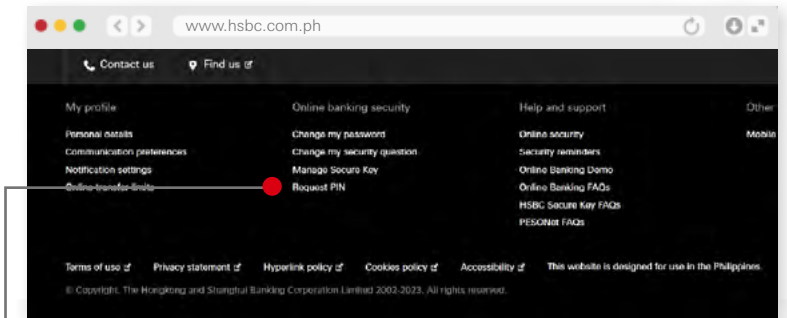 www.hsbc.com.ph
Contact us Find us
My profile Online banking security Help and support Other
Personal details Change my password Online security Mobile
Communication preferences Change my security question Security reminders
Notification settings Manage Secure Key Online Banking Demo
Online transfer limits Request PIN Online Banking FAQs
HSBC Secure Key FAQs
PESONet FAQs
Terms of use Privacy statement Hyperlink policy Cookies policy Accessibility This website is designed for use in the Philippines.
© Copyright. The Hongkong and Shanghai Banking Corporation Limited 2002-2023. All rights reserved.